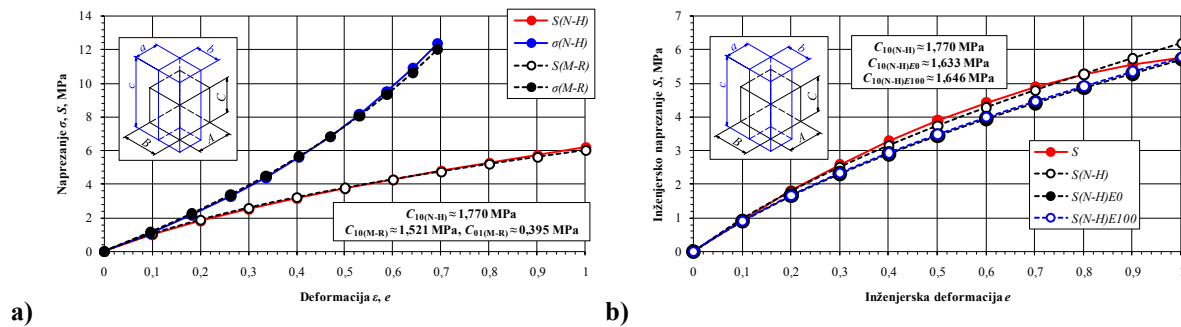 14
12
10
8
6
4
2
0
Naprezanje σ, S, MPa
a
b
c
C
B
A
S(N-H)
σ(N-H)
S(M-R)
σ(M-R)
C10(N-H) ≈ 1,770 MPa
C10(M-R) ≈ 1,521 MPa, C01(M-R) ≈ 0,395 MPa
0 0,1 0,2 0,3 0,4 0,5 0,6 0,7 0,8 0,9 1
Deformacija ε, e
a)
7
6
5
4
3
2
1
0
Inženjersko naprezanje S, MPa
a
b
c
C
B
A
C10(N-H) ≈ 1,770 MPa
C10(N-H)E0 ≈ 1,633 MPa
C10(N-H)E100 ≈ 1,646 MPa
S
S(N-H)
S(N-H)E0
S(N-H)E100
0 0,1 0,2 0,3 0,4 0,5 0,6 0,7 0,8 0,9 1
Inženjerska deformacija e
b)